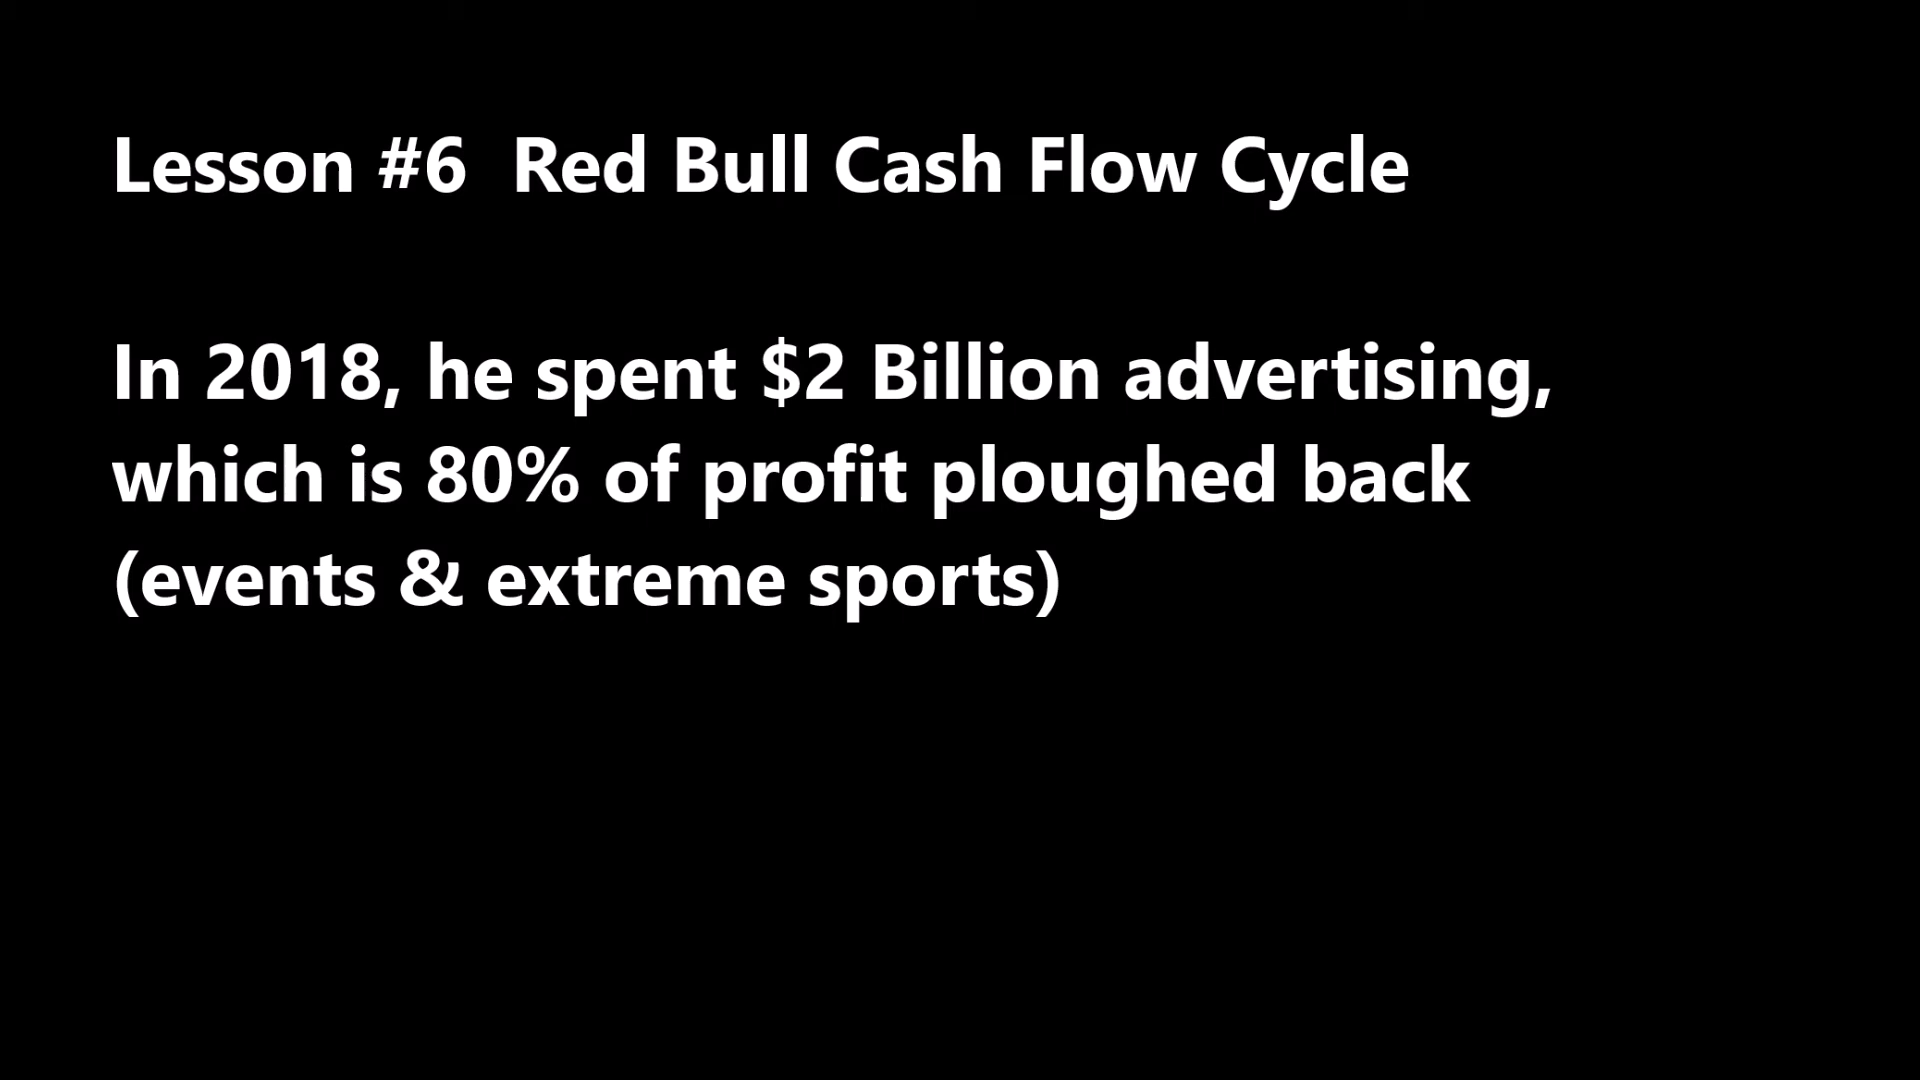 Lesson #6  Red Bull Cash Flow Cycle
In 2018, he spent $2 Billion advertising,
which is 80% of profit ploughed back
(events & extreme sports)